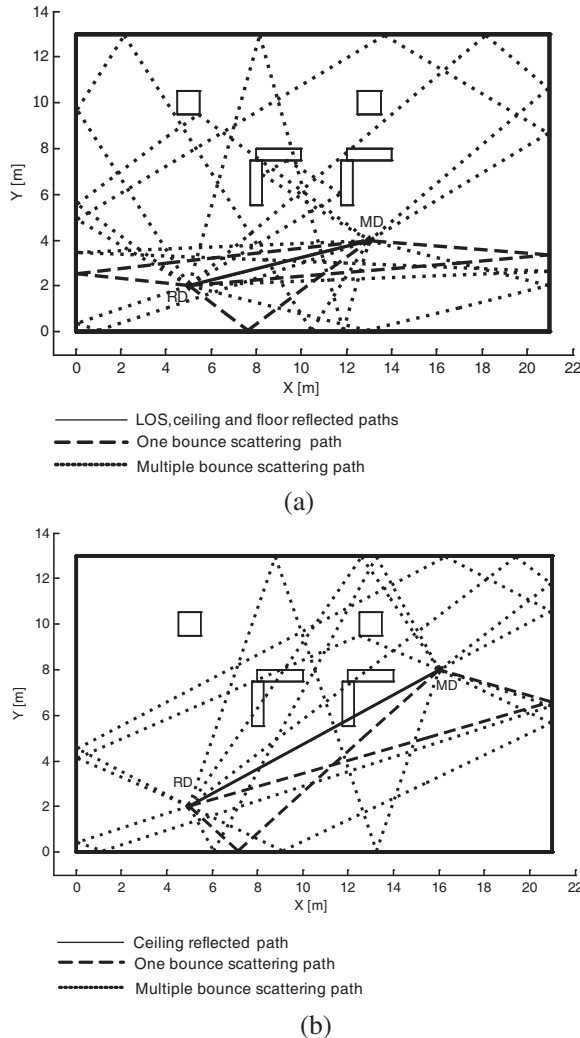 14
12
10
8
6
4
2
0
Y [m]
MD
RD
0 2 4 6 8 10 12 14 16 18 20 22
X [m]
LOS, ceiling and floor reflected paths
One bounce scattering path
Multiple bounce scattering path
(a)
14
12
10
8
6
4
2
0
Y [m]
MD
RD
0 2 4 6 8 10 12 14 16 18 20 22
X [m]
Ceiling reflected path
One bounce scattering path
Multiple bounce scattering path
(b)